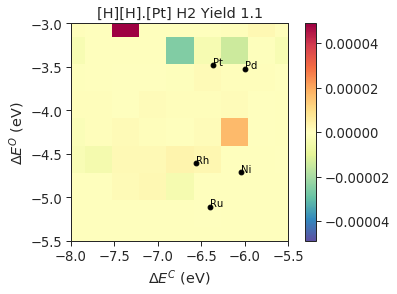 [H][H].[Pt] H2 Yield 1.1
−3.0
−3.5
−4.0
−4.5
−5.0
−5.5
ΔE^O (eV)
−8.0 −7.5 −7.0 −6.5 −6.0 −5.5
ΔE^C (eV)
Pt
Pd
Rh
Ni
Ru
0.00004
0.00002
0.00000
−0.00002
−0.00004